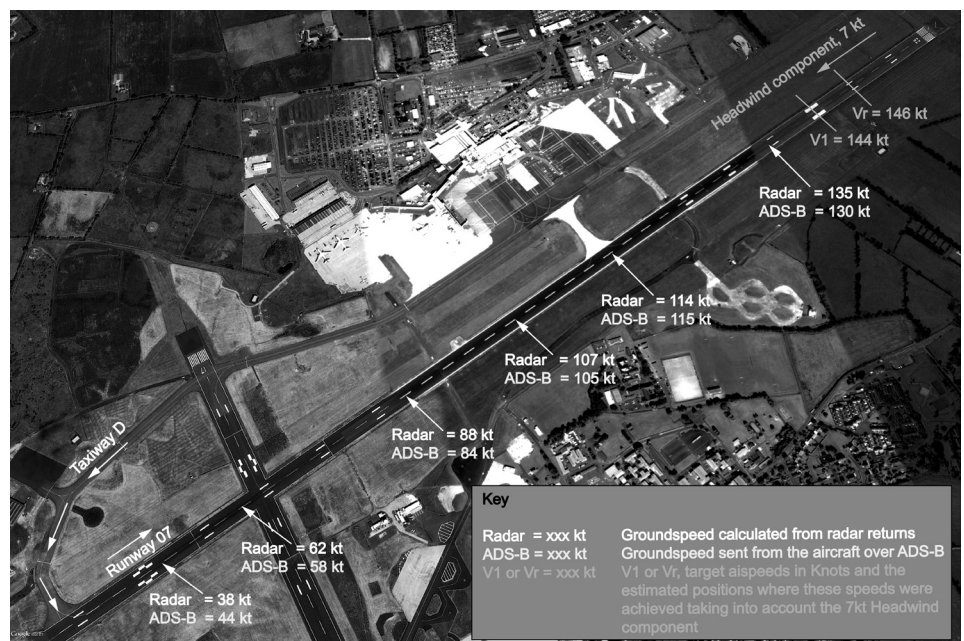 Headwind component, 7 kt
Vr = 146 kt
V1 = 144 kt
Radar = 135 kt
ADS-B = 130 kt
Radar = 114 kt
ADS-B = 115 kt
Radar = 107 kt
ADS-B = 105 kt
Radar = 88 kt
ADS-B = 84 kt
Taxiway D
Runway 07
Radar = 62 kt
ADS-B = 58 kt
Radar = 38 kt
ADS-B = 44 kt
Key
Radar = xxx kt Groundspeed calculated from radar returns
ADS-B = xxx kt Groundspeed sent from the aircraft over ADS-B
V1 or Vr = xxx kt V1 or Vr, target aispeeds in Knots and the
estimated positions where these speeds were
achieved taking into account the 7kt Headwind
component
Google